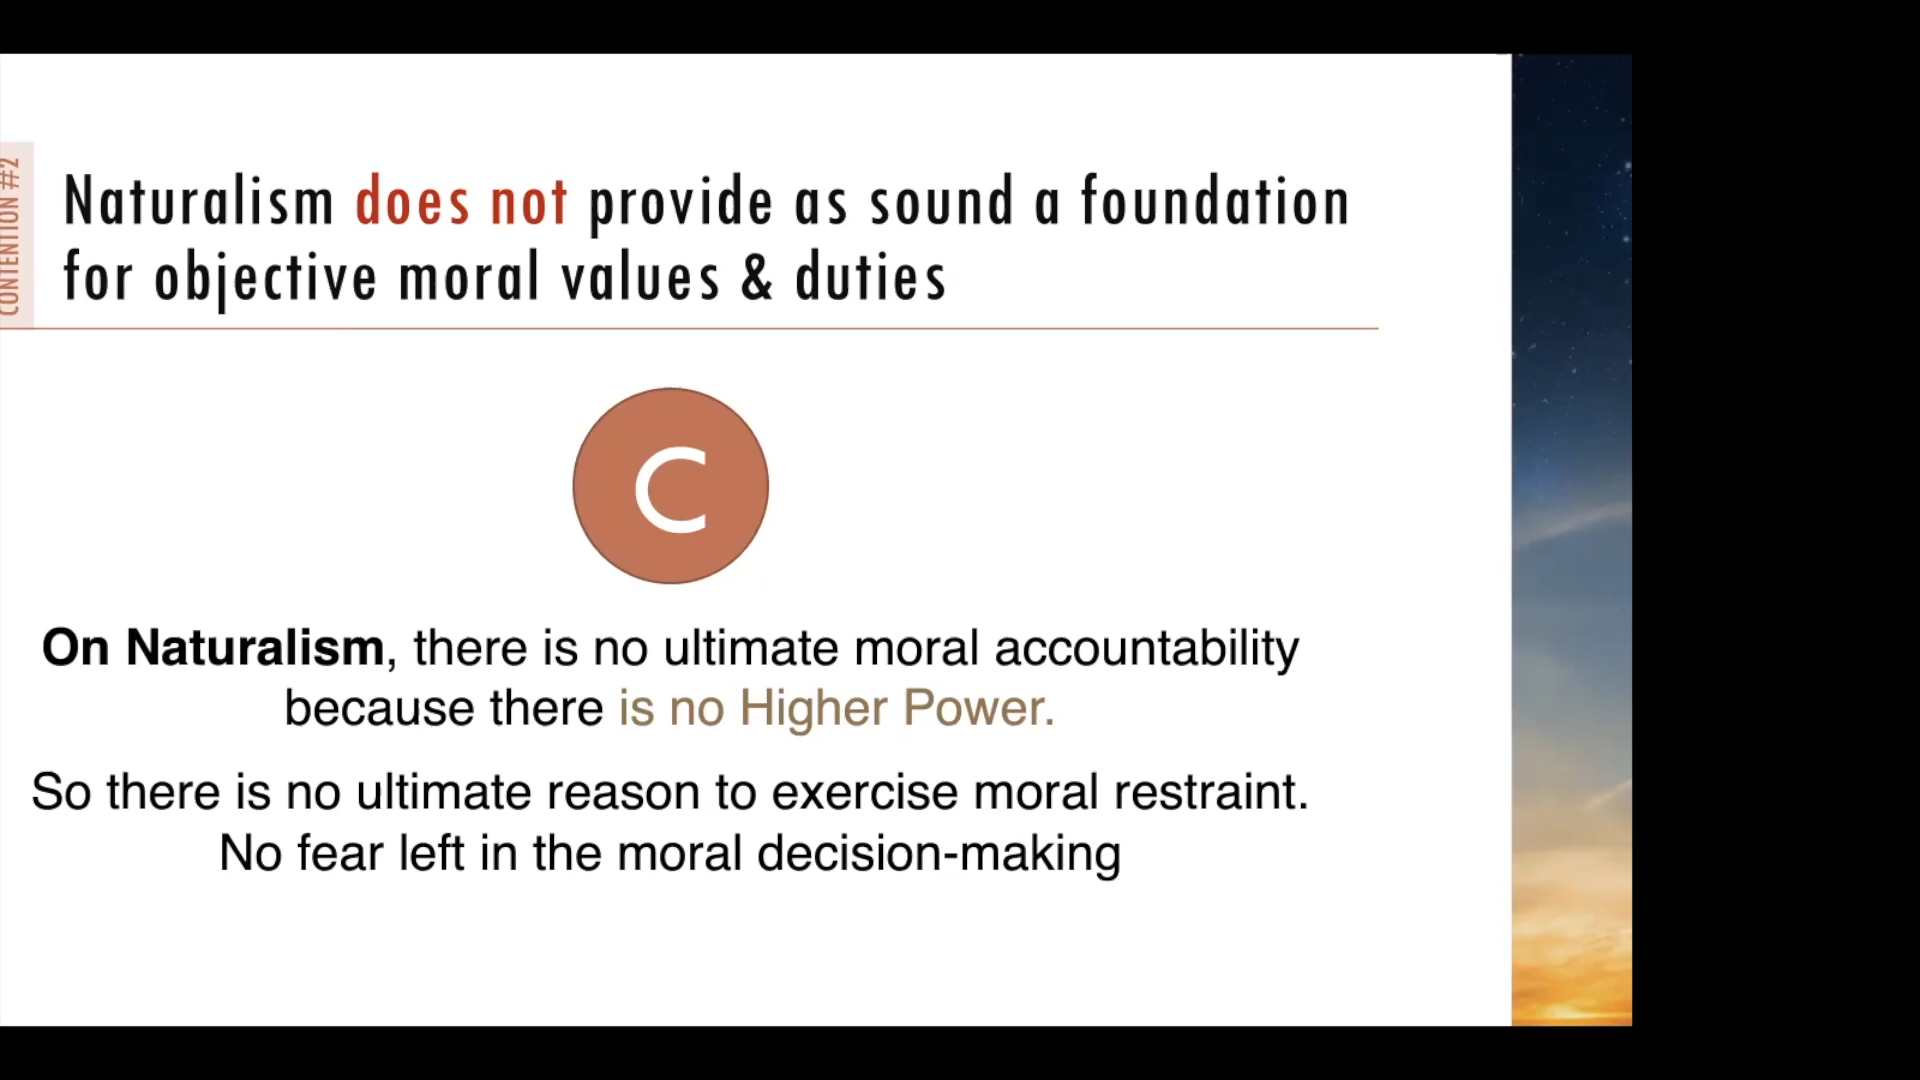 CONTENTION #2
Naturalism does not provide as sound a foundation
for objective moral values & duties
C
On Naturalism, there is no ultimate moral accountability
because there is no Higher Power.
So there is no ultimate reason to exercise moral restraint.
No fear left in the moral decision-making